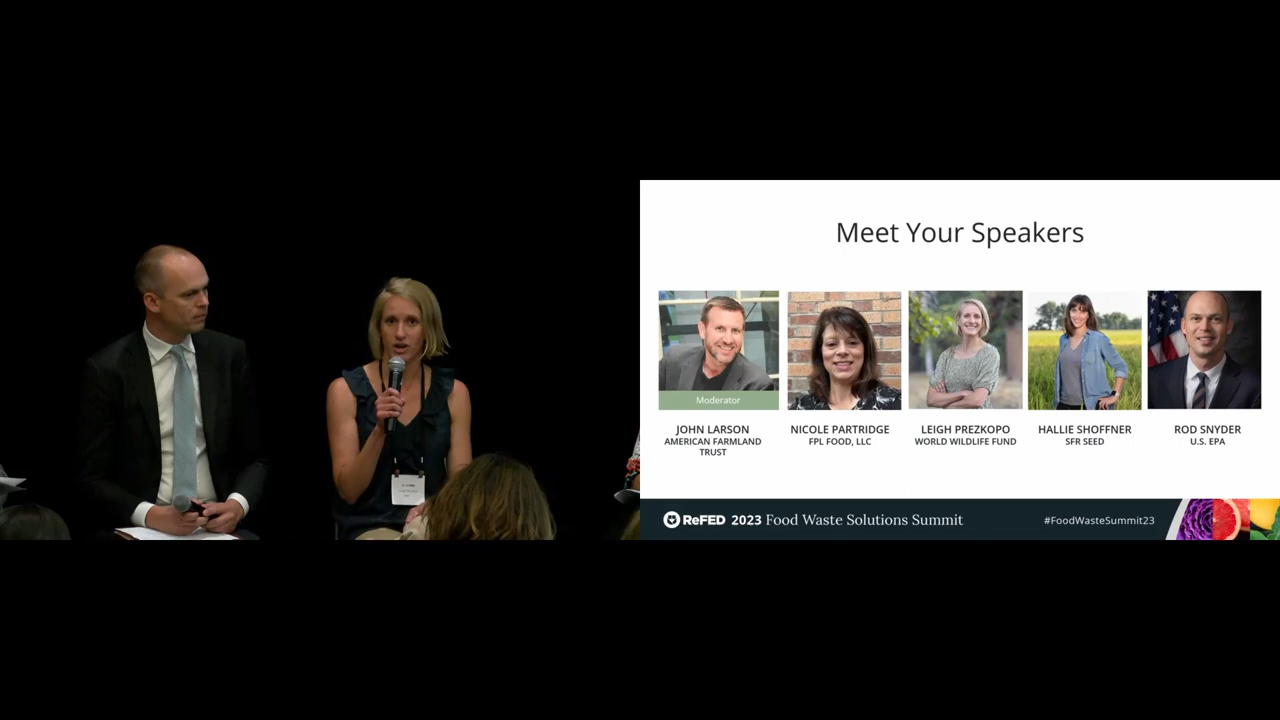 Meet Your Speakers
Moderator
JOHN LARSON
AMERICAN FARMLAND
TRUST
NICOLE PARTRIDGE
FPL FOOD, LLC
LEIGH PREZKOPO
WORLD WILDLIFE FUND
HALLIE SHOFFNER
SFR SEED
ROD SNYDER
U.S. EPA
ReFED 2023 Food Waste Solutions Summit
#FoodWasteSummit23